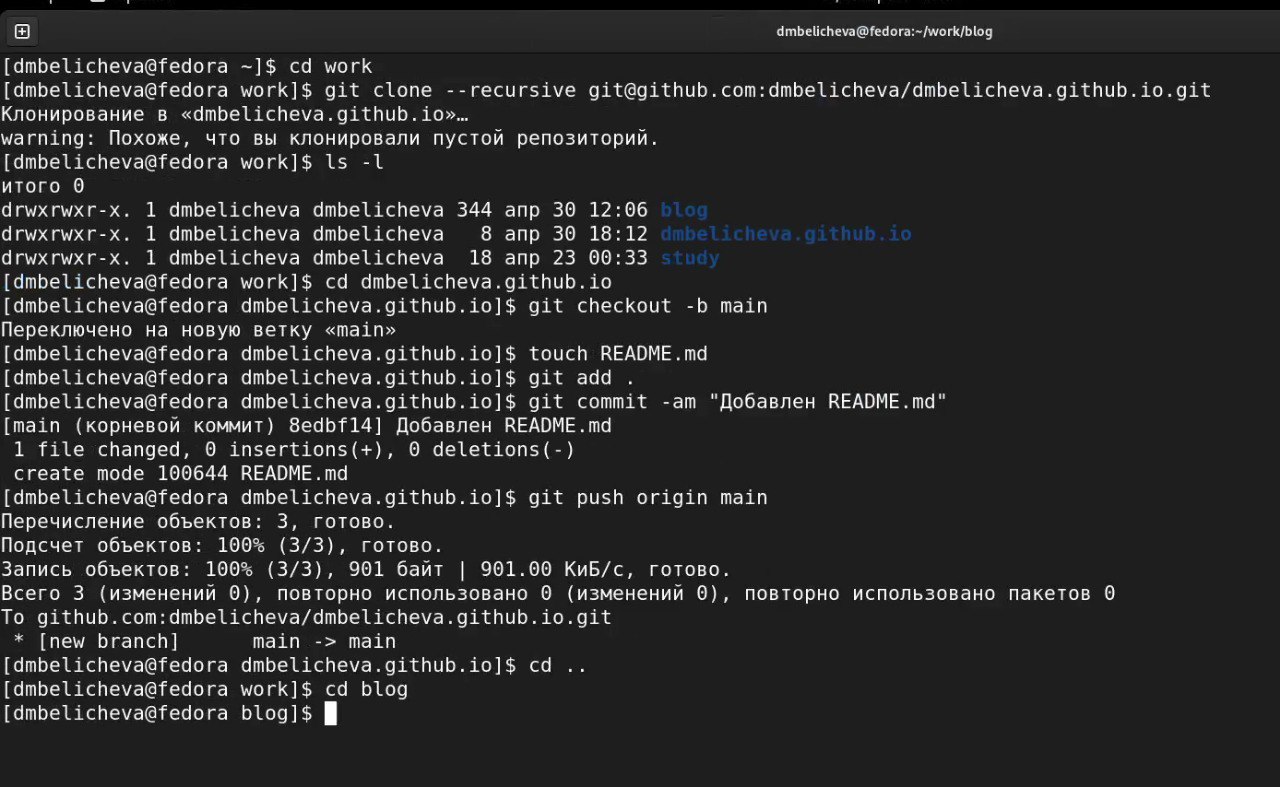 dmbelicheva@fedora:~/work/blog
[dmbelicheva@fedora ~]$ cd work
[dmbelicheva@fedora work]$ git clone --recursive git@github.com:dmbelicheva/dmbelicheva.github.io.git
Клонирование в «dmbelicheva.github.io»…
warning: Похоже, что вы клонировали пустой репозиторий.
[dmbelicheva@fedora work]$ ls -l
итого 0
drwxrwxr-x. 1 dmbelicheva dmbelicheva 344 апр 30 12:06 blog
drwxrwxr-x. 1 dmbelicheva dmbelicheva   8 апр 30 18:12 dmbelicheva.github.io
drwxrwxr-x. 1 dmbelicheva dmbelicheva  18 апр 23 00:33 study
[dmbelicheva@fedora work]$ cd dmbelicheva.github.io
[dmbelicheva@fedora dmbelicheva.github.io]$ git checkout -b main
Переключено на новую ветку «main»
[dmbelicheva@fedora dmbelicheva.github.io]$ touch README.md
[dmbelicheva@fedora dmbelicheva.github.io]$ git add .
[dmbelicheva@fedora dmbelicheva.github.io]$ git commit -am "Добавлен README.md"
[main (корневой коммит) 8edbf14] Добавлен README.md
 1 file changed, 0 insertions(+), 0 deletions(-)
 create mode 100644 README.md
[dmbelicheva@fedora dmbelicheva.github.io]$ git push origin main
Перечисление объектов: 3, готово.
Подсчет объектов: 100% (3/3), готово.
Запись объектов: 100% (3/3), 901 байт | 901.00 КиБ/с, готово.
Всего 3 (изменений 0), повторно использовано 0 (изменений 0), повторно использовано пакетов 0
To github.com:dmbelicheva/dmbelicheva.github.io.git
 * [new branch]      main -> main
[dmbelicheva@fedora dmbelicheva.github.io]$ cd ..
[dmbelicheva@fedora work]$ cd blog
[dmbelicheva@fedora blog]$